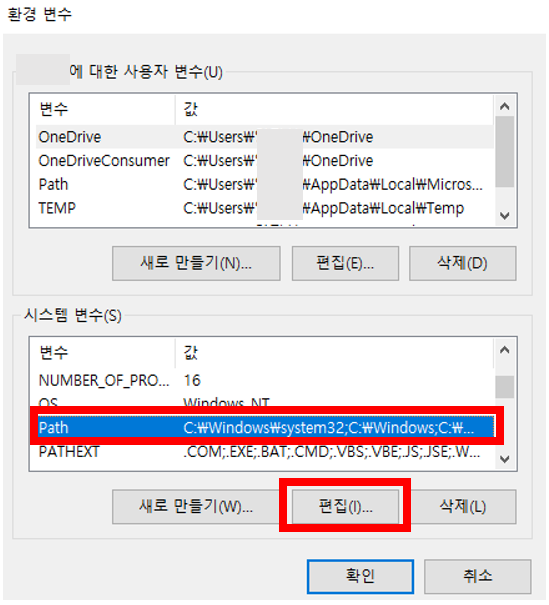 환경 변수
에 대한 사용자 변수(U)
변수 값
OneDrive C:₩Users₩ ₩OneDrive
OneDriveConsumer C:₩Users₩ ₩OneDrive
Path C:₩Users₩ ₩AppData₩Local₩Micros...
TEMP C:₩Users₩ ₩AppData₩Local₩Temp
새로 만들기(N)... 편집(E)... 삭제(D)
시스템 변수(S)
변수 값
NUMBER_OF_PRO... 16
OS Windows_NT
Path C:₩Windows₩system32;C:₩Windows;C:₩...
PATHEXT .COM;.EXE;.BAT;.CMD;.VBS;.VBE;.JS;.JSE;.W...
새로 만들기(W)... 편집(I)... 삭제(L)
확인 취소